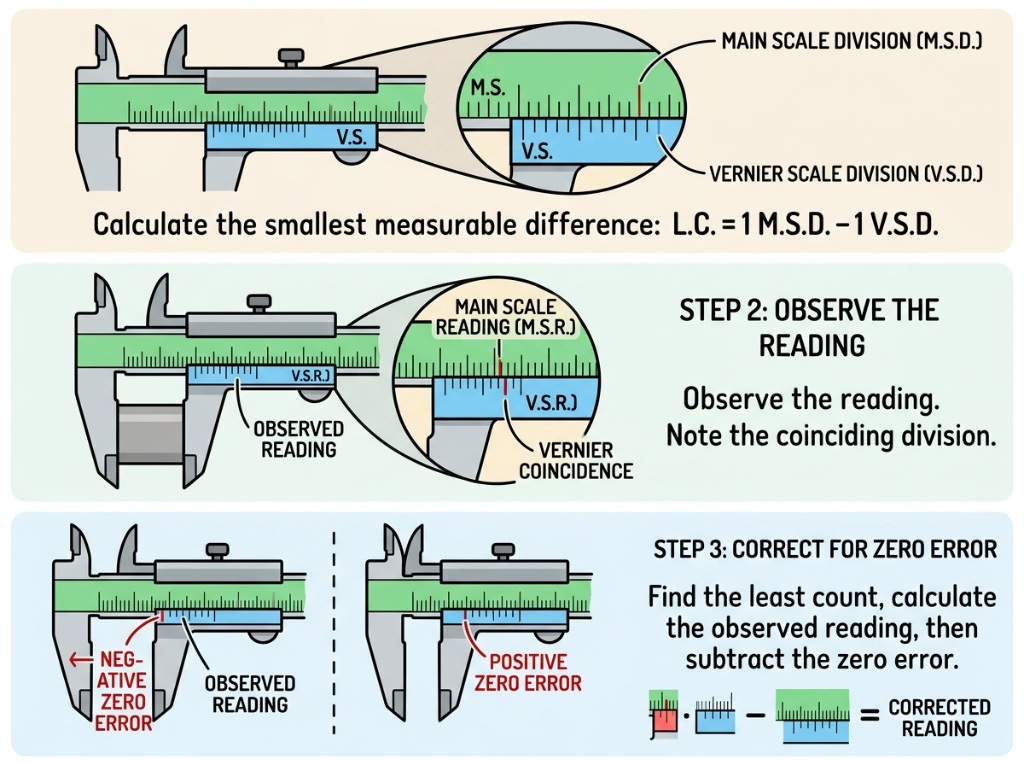 MAIN SCALE DIVISION (M.S.D.)
M.S.
V.S.
V.S.
VERNIER SCALE DIVISION (V.S.D.)
Calculate the smallest measurable difference: L.C. = 1 M.S.D. – 1 V.S.D.
MAIN SCALE
READING (M.S.R.)
V.S.R.)
V.S.R.)
OBSERVED
READING
VERNIER
COINCIDENCE
STEP 2: OBSERVE THE
READING
Observe the reading.
Note the coinciding division.
NEG-
ATIVE
ZERO
ERROR
OBSERVED
READING
POSITIVE
ZERO ERROR
STEP 3: CORRECT FOR ZERO ERROR
Find the least count, calculate
the observed reading, then
subtract the zero error.
· – = CORRECTED
READING